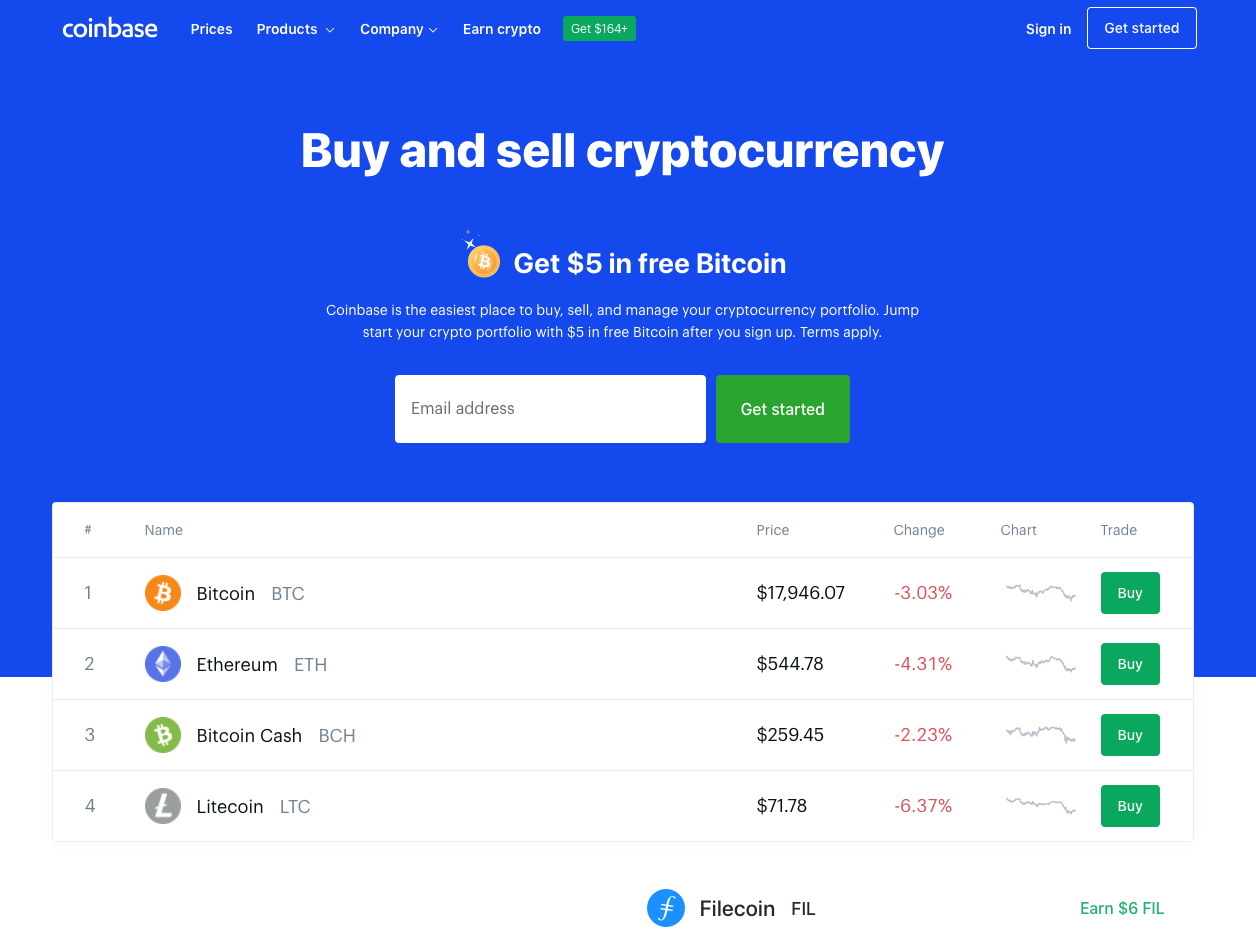 coinbase Prices Products Company Earn crypto Get $164+ Sign in Get started
Buy and sell cryptocurrency
Get $5 in free Bitcoin
Coinbase is the easiest place to buy, sell, and manage your cryptocurrency portfolio. Jump
start your crypto portfolio with $5 in free Bitcoin after you sign up. Terms apply.
Email address Get started
# Name Price Change Chart Trade
1 Bitcoin BTC $17,946.07 -3.03% Buy
2 Ethereum ETH $544.78 -4.31% Buy
3 Bitcoin Cash BCH $259.45 -2.23% Buy
4 Litecoin LTC $71.78 -6.37% Buy
Filecoin FIL Earn $6 FIL